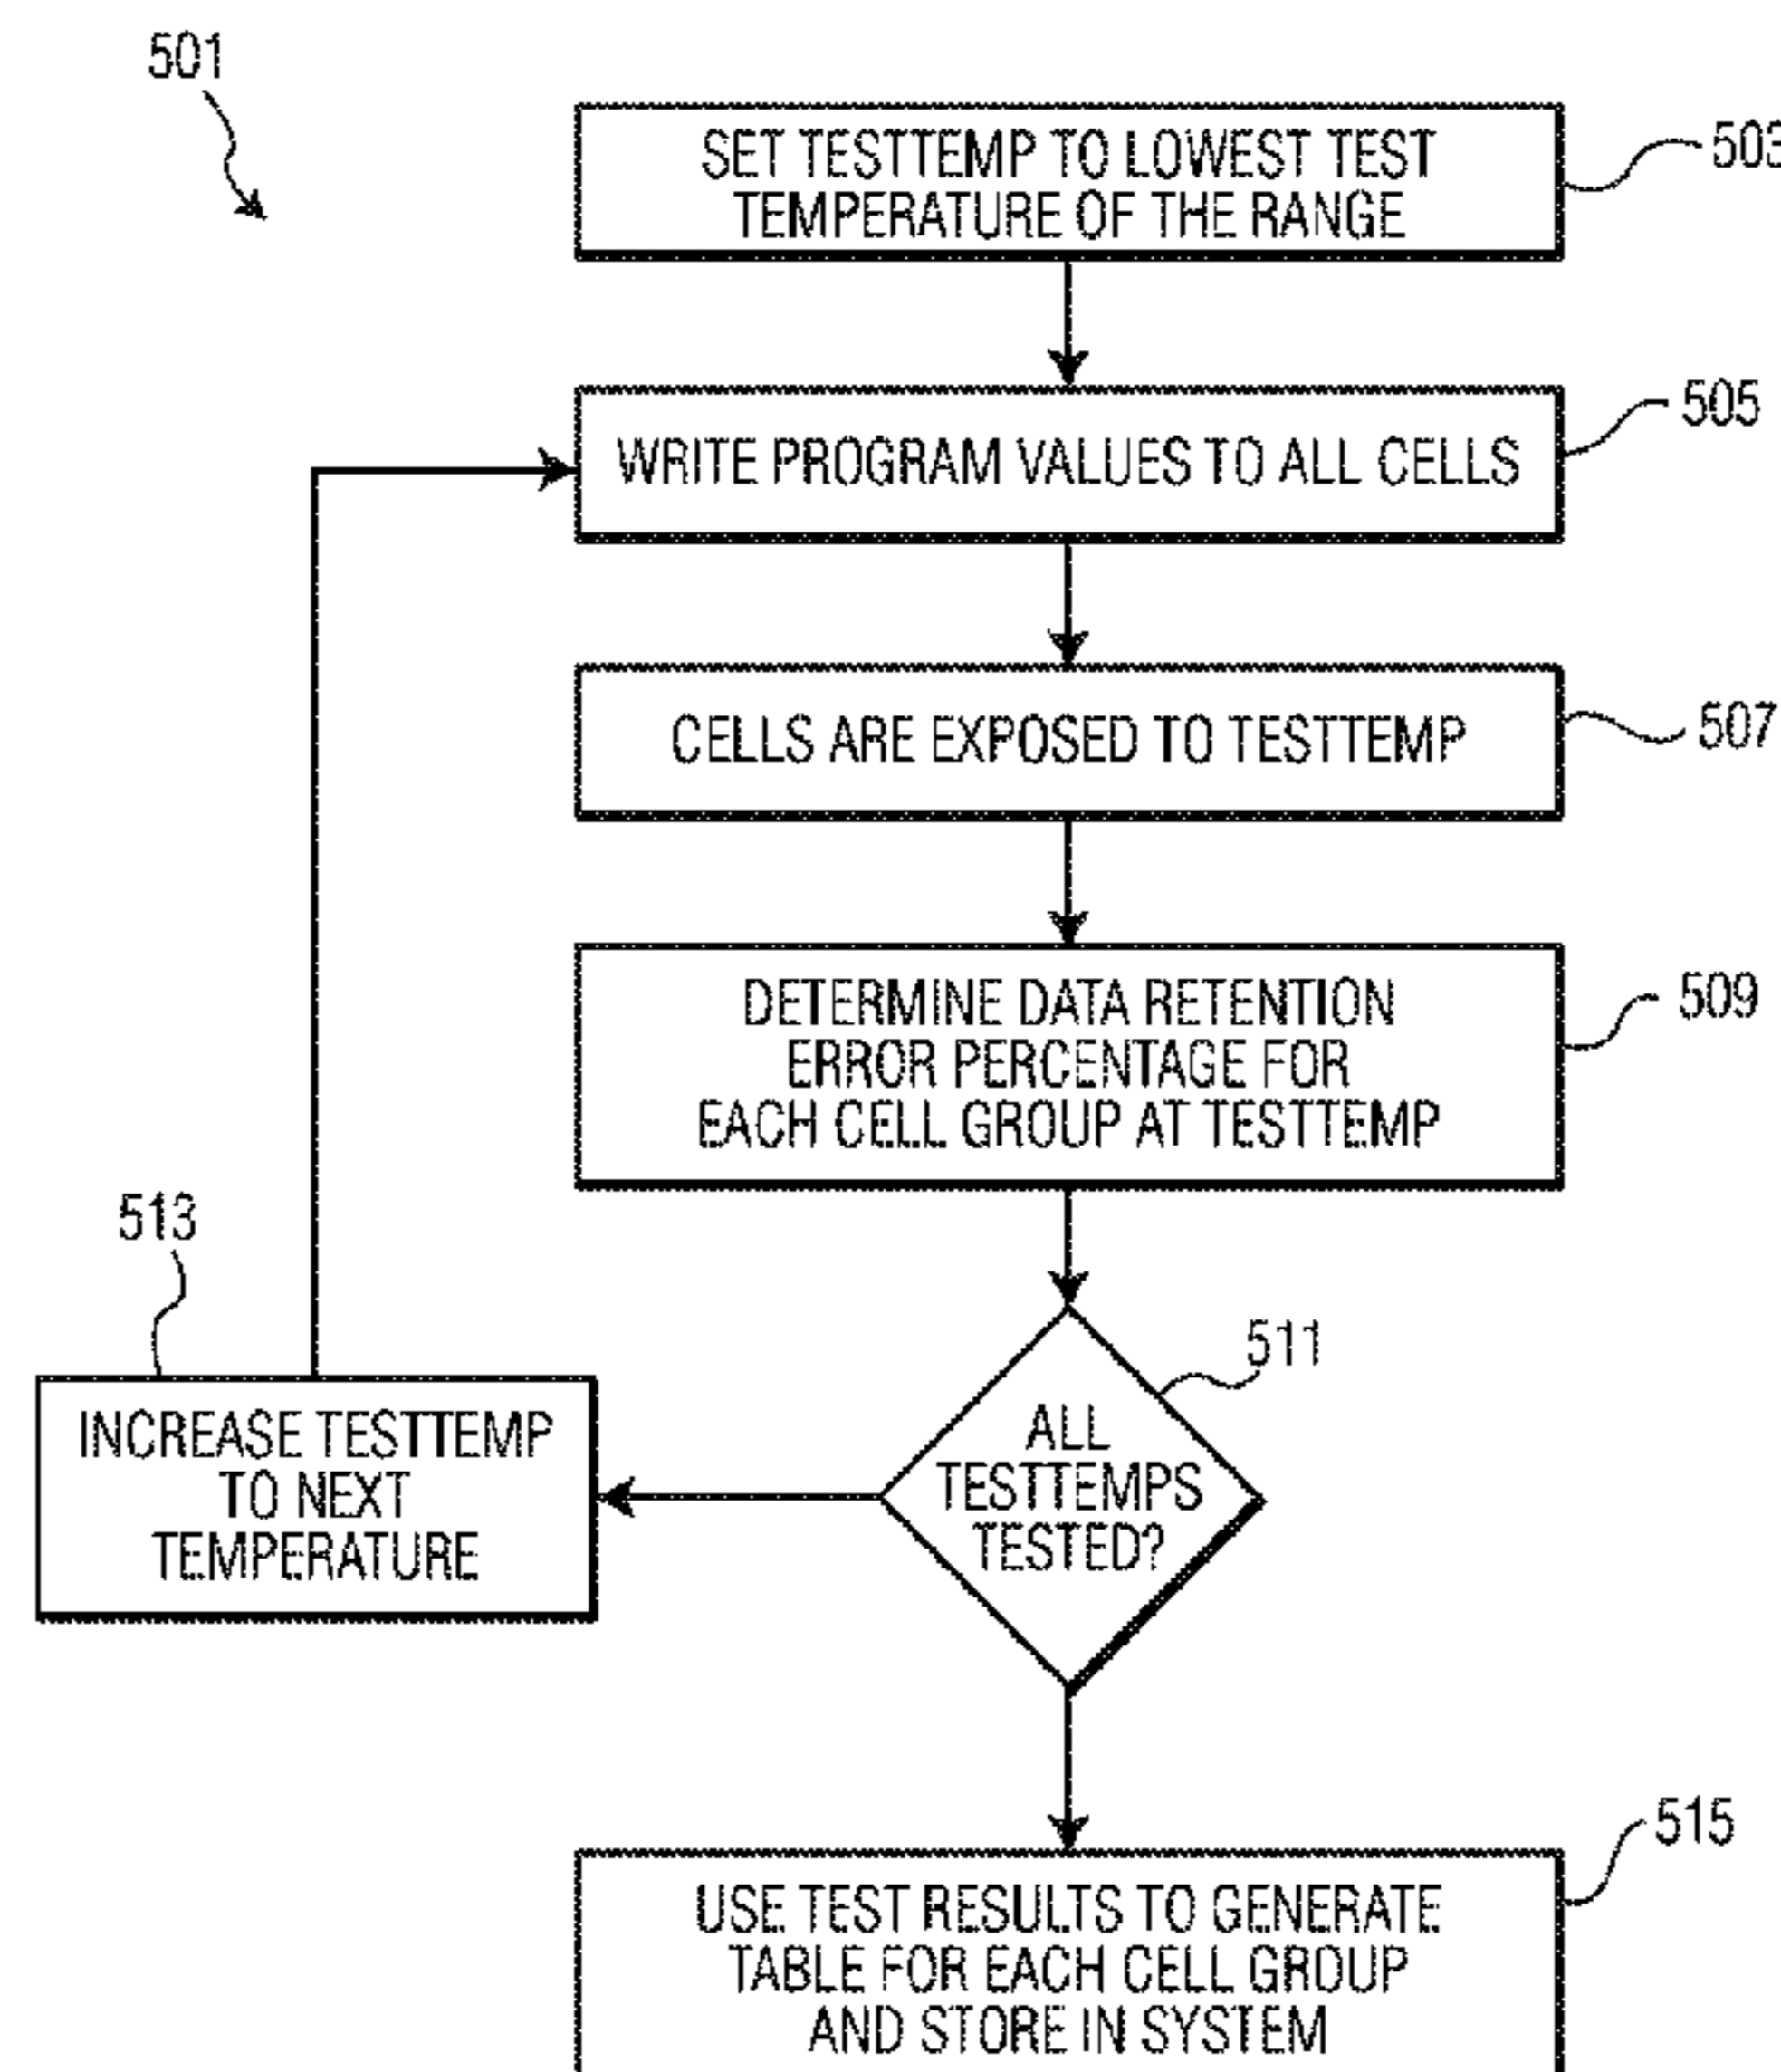 501
SET TESTTEMP TO LOWEST TEST
TEMPERATURE OF THE RANGE
503
WRITE PROGRAM VALUES TO ALL CELLS
505
CELLS ARE EXPOSED TO TESTTEMP
507
DETERMINE DATA RETENTION
ERROR PERCENTAGE FOR
EACH CELL GROUP AT TESTTEMP
509
513
511
INCREASE TESTTEMP
TO NEXT
TEMPERATURE
ALL
TESTTEMPS
TESTED?
515
USE TEST RESULTS TO GENERATE
TABLE FOR EACH CELL GROUP
AND STORE IN SYSTEM